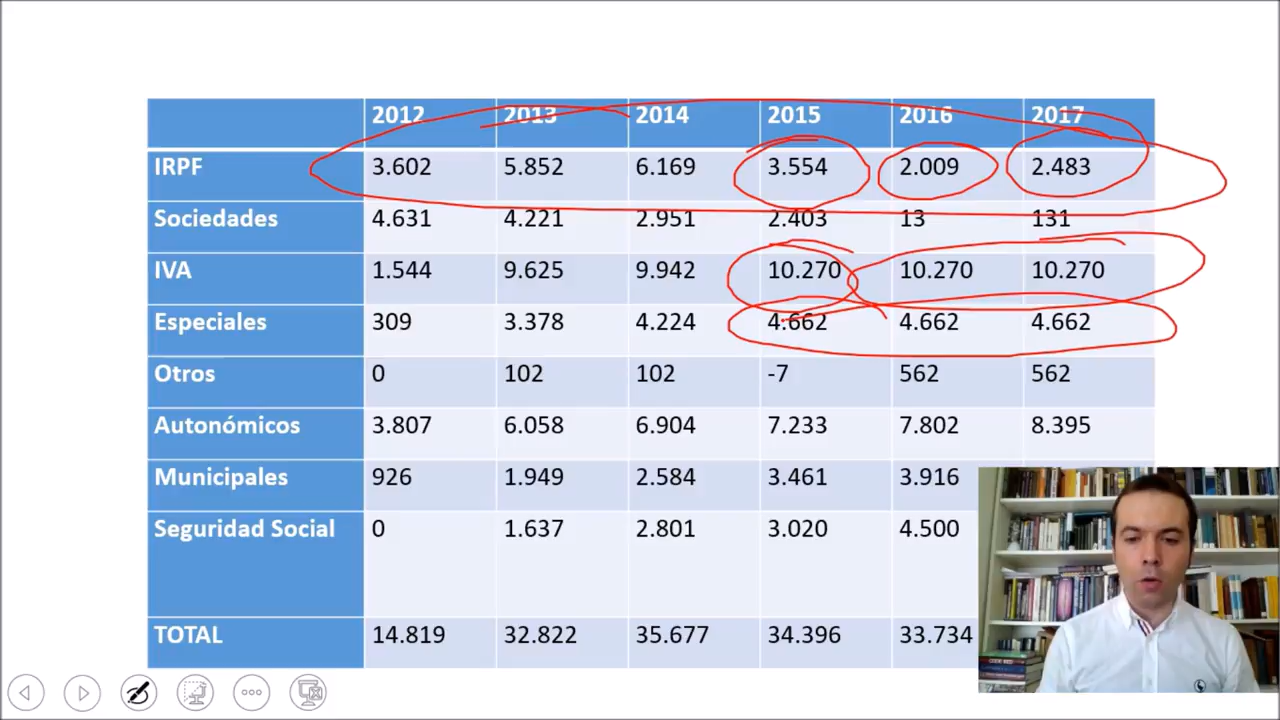 2012 2013 2014 2015 2016 2017
IRPF 3.602 5.852 6.169 3.554 2.009 2.483
Sociedades 4.631 4.221 2.951 2.403 13 131
IVA 1.544 9.625 9.942 10.270 10.270 10.270
Especiales 309 3.378 4.224 4.662 4.662 4.662
Otros 0 102 102 -7 562 562
Autonómicos 3.807 6.058 6.904 7.233 7.802 8.395
Municipales 926 1.949 2.584 3.461 3.916
Seguridad Social 0 1.637 2.801 3.020 4.500
TOTAL 14.819 32.822 35.677 34.396 33.734